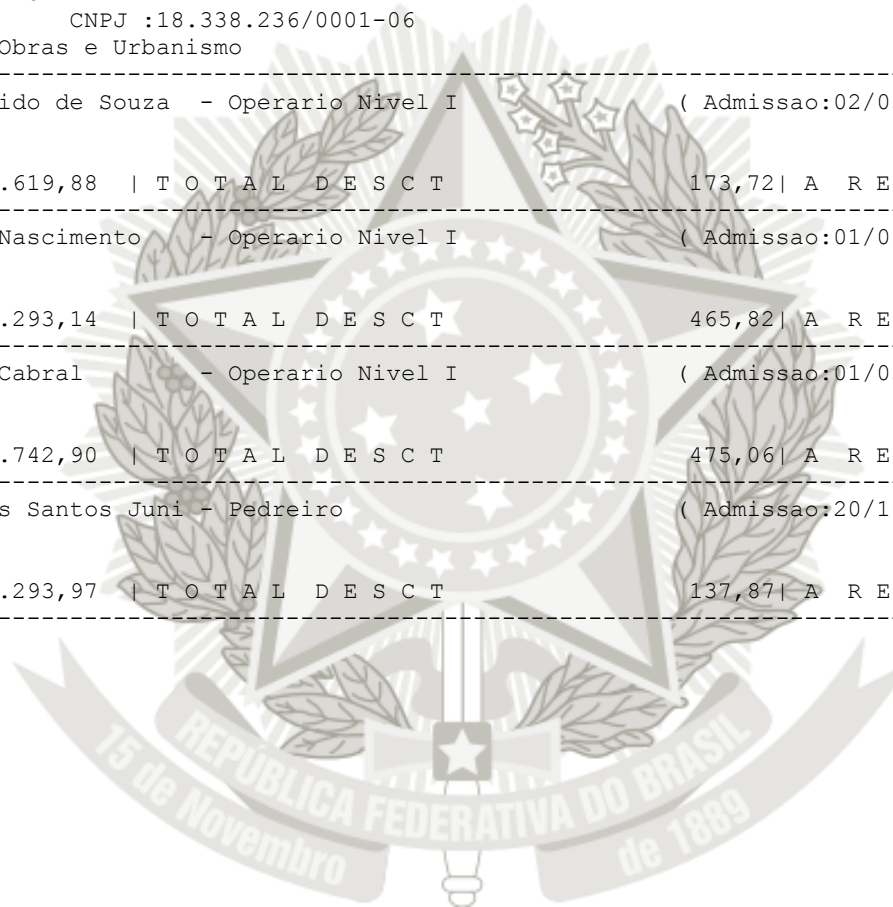 CNPJ :18.338.236/0001-06
Obras e Urbanismo
ido de Souza - Operario Nivel I ( Admissao:02/0
.619,88 | T O T A L D E S C T 173,72| A R E
Nascimento - Operario Nivel I ( Admissao:01/0
.293,14 | T O T A L D E S C T 465,82| A R E
Cabral - Operario Nivel I ( Admissao:01/0
.742,90 | T O T A L D E S C T 475,06| A R E
s Santos Juni - Pedreiro ( Admissao:20/1
.293,97 | T O T A L D E S C T 137,87| A R E
REPÚBLICA FEDERATIVA DO BRASIL
15 de Novembro de 1889